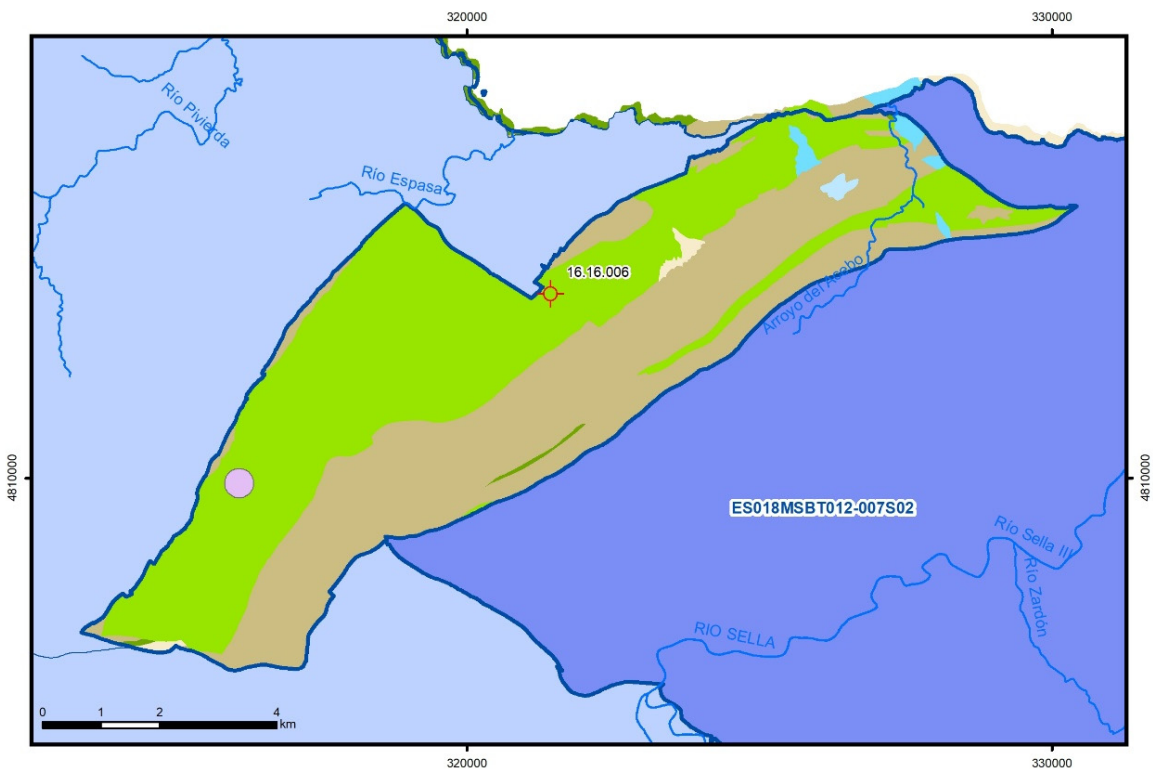 320000
330000
Río Pivierda
Río Espasa
16.16.006
Arroyo del Acebo
4810000
4810000
ES018MSBT012-007S02
Río Sella III
Río Zardón
RIO SELLA
0 1 2 4
km
320000
330000